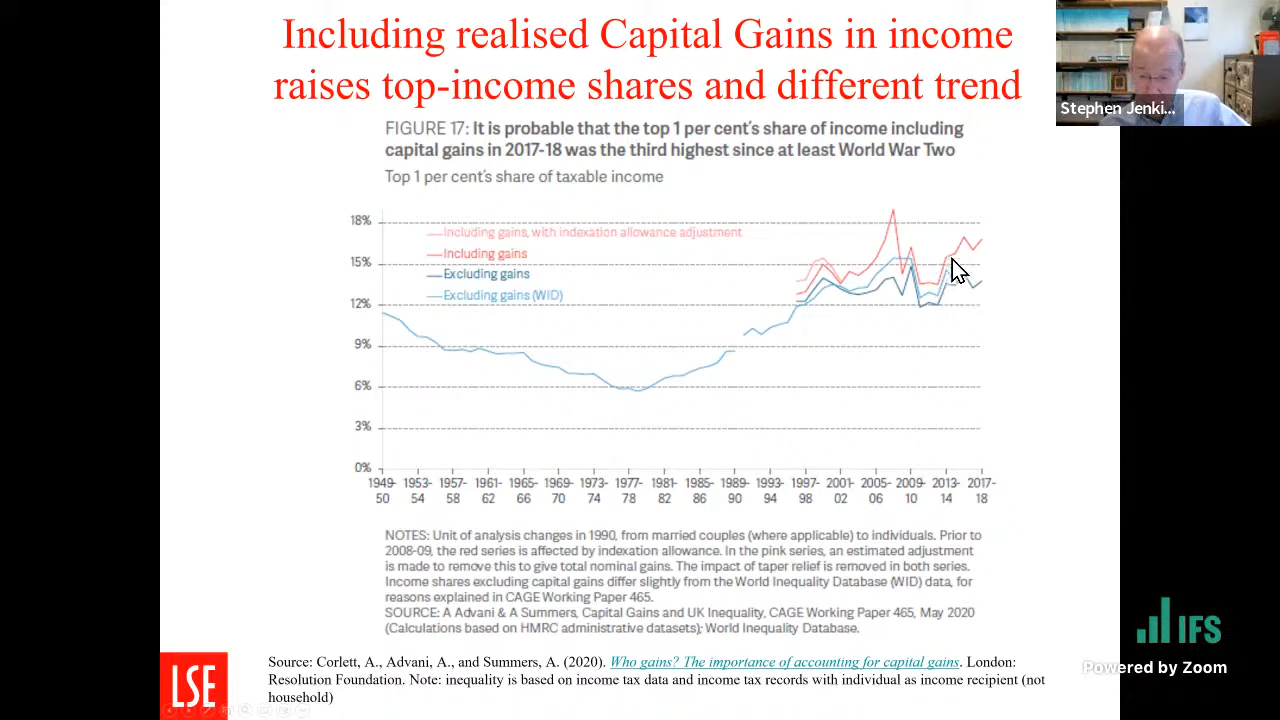 Including realised Capital Gains in income
raises top-income shares and different trend
Stephen Jenki...
FIGURE 17: It is probable that the top 1 per cent's share of income including
capital gains in 2017-18 was the third highest since at least World War Two
Top 1 per cent's share of taxable income
18%
15%
12%
9%
6%
3%
0%
Including gains, with indexation allowance adjustment
Including gains
Excluding gains
Excluding gains (WID)
1949- 1953- 1957- 1961- 1965- 1969- 1973- 1977- 1981- 1985- 1989- 1993- 1997- 2001- 2005- 2009- 2013- 2017-
50 54 58 62 66 70 74 78 82 86 90 94 98 02 06 10 14 18
NOTES: Unit of analysis changes in 1990, from married couples (where applicable) to individuals. Prior to
2008-09, the red series is affected by indexation allowance. In the pink series, an estimated adjustment
is made to remove this to give total nominal gains. The impact of taper relief is removed in both series.
Income shares excluding capital gains differ slightly from the World Inequality Database (WID) data, for
reasons explained in CAGE Working Paper 465.
SOURCE: A Advani & A Summers, Capital Gains and UK Inequality, CAGE Working Paper 465, May 2020
(Calculations based on HMRC administrative datasets); World Inequality Database.
IFS
Powered by Zoom
LSE
Source: Corlett, A., Advani, A., and Summers, A. (2020). Who gains? The importance of accounting for capital gains. London:
Resolution Foundation. Note: inequality is based on income tax data and income tax records with individual as income recipient (not
household)